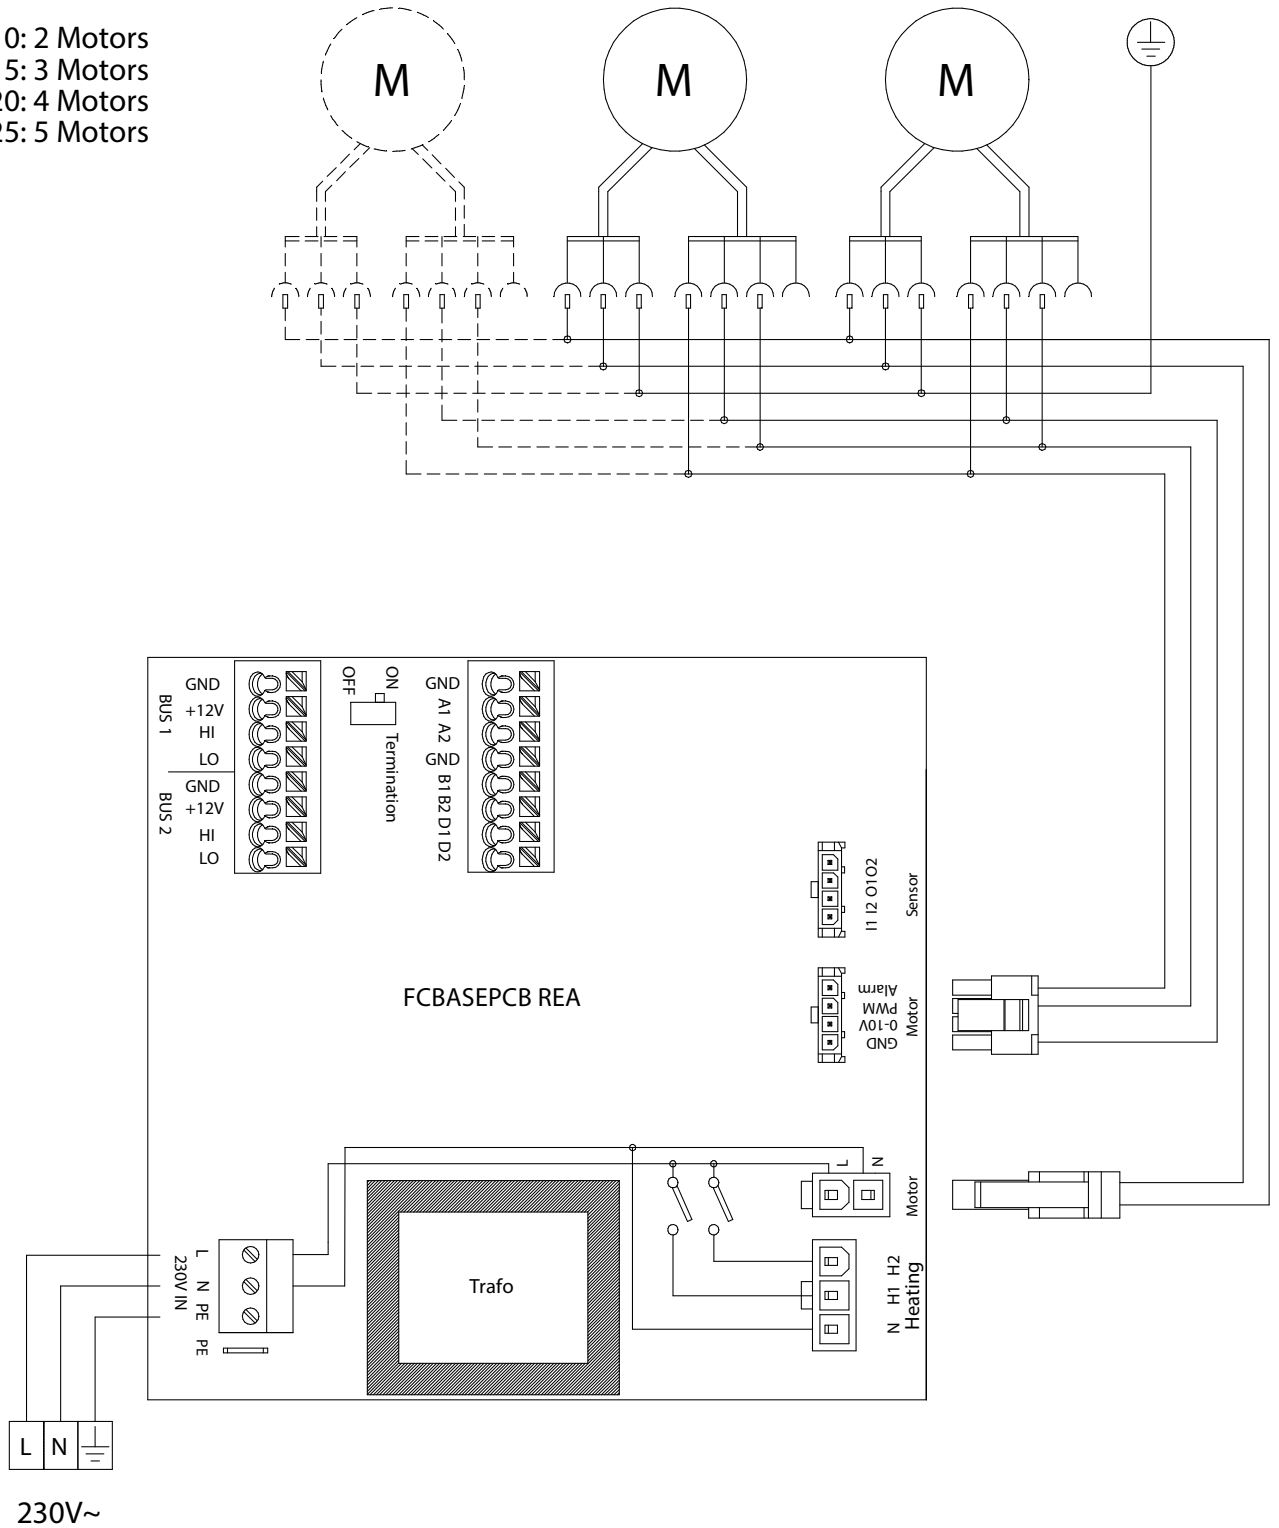 0: 2 Motors
5: 3 Motors
20: 4 Motors
25: 5 Motors
M
M
M
BUS 1
GND
+12V
HI
LO
BUS 2
GND
+12V
HI
LO
OFF
ON
Termination
GND
A1 A2
GND
B1 B2 D1 D2
I1 I2 O1 O2
Sensor
FCBASEPCB REA
Alarm
PWM
0-10V
GND
Motor
L N
Motor
230V IN
L N PE
PE
Trafo
N H1 H2
Heating
L N
230V~